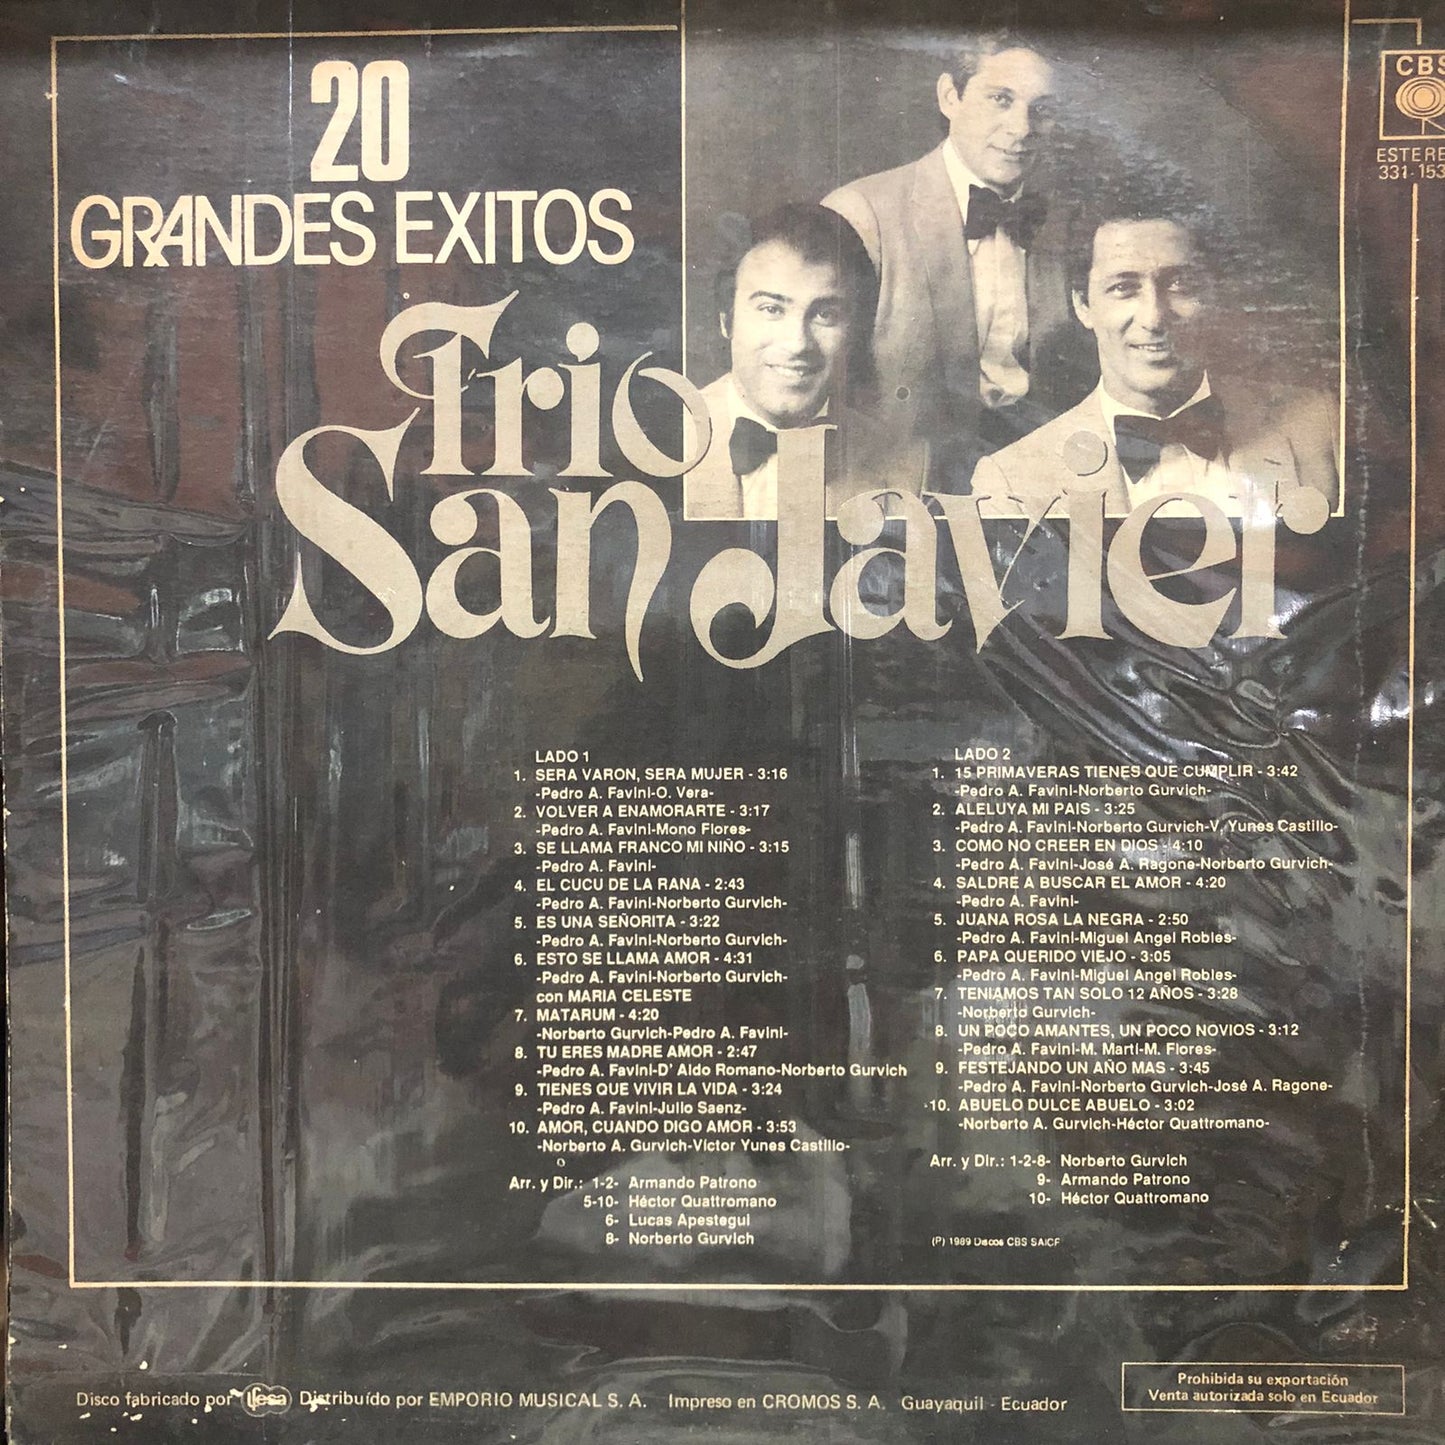 20
GRANDES EXITOS
Trio
San Javier
CBS
ESTERE
331-153
LADO 1
1. SERA VARON, SERA MUJER - 3:16
-Pedro A. Favini-O. Vera-
2. VOLVER A ENAMORARTE - 3:17
-Pedro A. Favini-Mono Flores-
3. SE LLAMA FRANCO MI NIÑO - 3:15
-Pedro A. Favini-
4. EL CUCU DE LA RANA - 2:43
-Pedro A. Favini-Norberto Gurvich-
5. ES UNA SEÑORITA - 3:22
-Pedro A. Favini-Norberto Gurvich-
6. ESTO SE LLAMA AMOR - 4:31
-Pedro A. Favini-Norberto Gurvich-
con MARIA CELESTE
7. MATARUM - 4:20
-Norberto Gurvich-Pedro A. Favini-
8. TU ERES MADRE AMOR - 2:47
-Pedro A. Favini-D' Aldo Romano-Norberto Gurvich
9. TIENES QUE VIVIR LA VIDA - 3:24
-Pedro A. Favini-Julio Saenz-
10. AMOR, CUANDO DIGO AMOR - 3:53
-Norberto A. Gurvich-Víctor Yunes Castillo-
Arr. y Dir.: 1-2- Armando Patrono
5-10- Héctor Quattromano
6- Lucas Apestegui
8- Norberto Gurvich
LADO 2
1. 15 PRIMAVERAS TIENES QUE CUMPLIR - 3:42
-Pedro A. Favini-Norberto Gurvich-
2. ALELUYA MI PAIS - 3:25
-Pedro A. Favini-Norberto Gurvich-V, Yunes Castillo-
3. COMO NO CREER EN DIOS - 4:10
-Pedro A. Favini-José A. Ragone-Norberto Gurvich-
4. SALDRE A BUSCAR EL AMOR - 4:20
-Pedro A. Favini-
5. JUANA ROSA LA NEGRA - 2:50
-Pedro A. Favini-Miguel Angel Robles-
6. PAPA QUERIDO VIEJO - 3:05
-Pedro A. Favini-Miguel Angel Robles-
7. TENIAMOS TAN SOLO 12 AÑOS - 3:28
-Norberto Gurvich-
8. UN POCO AMANTES, UN POCO NOVIOS - 3:12
-Pedro A. Favini-M. Martí-M. Flores-
9. FESTEJANDO UN AÑO MAS - 3:45
-Pedro A. Favini-Norberto Gurvich-José A. Ragone-
10. ABUELO DULCE ABUELO - 3:02
-Norberto A. Gurvich-Héctor Quattromano-
Arr. y Dir.: 1-2-8- Norberto Gurvich
9- Armando Patrono
10- Héctor Quattromano
(P) 1989 Discos CBS SAICF
Disco fabricado por ifesa Distribuído por EMPORIO MUSICAL S. A. Impreso en CROMOS S. A. Guayaquil - Ecuador
Prohibida su exportación
Venta autorizada solo en Ecuador